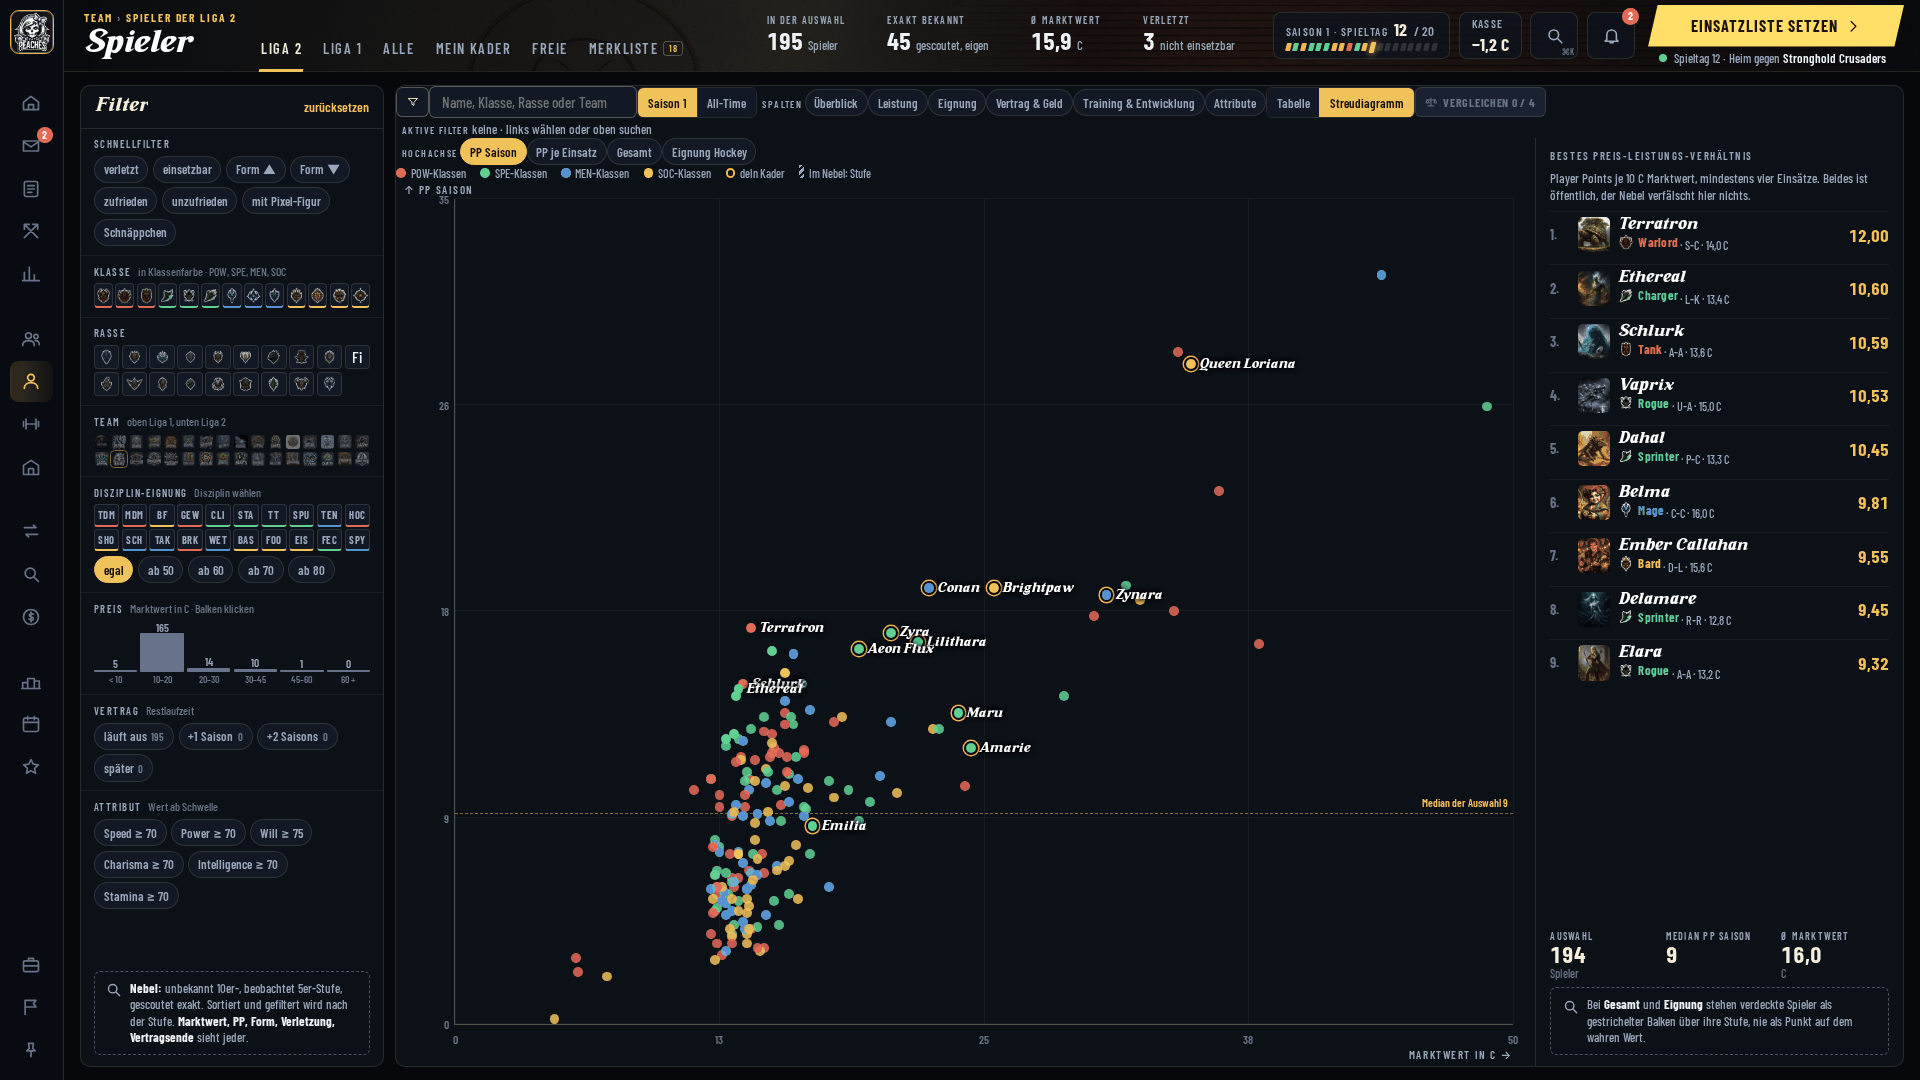 TEAM › SPIELER DER LIGA 2
Spieler
LIGA 2 LIGA 1 ALLE MEIN KADER FREIE MERKLISTE 18
IN DER AUSWAHL
195 Spieler
EXAKT BEKANNT
45 gescoutet, eigen
Ø MARKTWERT
15,9 C
VERLETZT
3 nicht einsetzbar
SAISON 1 · SPIELTAG 12 / 20
KASSE
−1,2 C
⌘K
2
EINSATZLISTE SETZEN
Spieltag 12 · Heim gegen Stronghold Crusaders
2
Filter
zurücksetzen
SCHNELLFILTER
verletzt einsetzbar Form ▲ Form ▼
zufrieden unzufrieden mit Pixel-Figur
Schnäppchen
KLASSE in Klassenfarbe · POW, SPE, MEN, SOC
RASSE
Fi
TEAM oben Liga 1, unten Liga 2
DISZIPLIN-EIGNUNG Disziplin wählen
TDM MDM BF GEW CLI STA TT SPU TEN HOC
SHO SCH TAK BRK WET BAS FOO EIS FEC SPY
egal ab 50 ab 60 ab 70 ab 80
PREIS Marktwert in C · Balken klicken
5 165 14 10 1 0
<10 10-20 20-30 30-45 45-60 60+
VERTRAG Restlaufzeit
läuft aus 195 +1 Saison 0 +2 Saisons 0
später 0
ATTRIBUT Wert ab Schwelle
Speed ≥ 70 Power ≥ 70 Will ≥ 75
Charisma ≥ 70 Intelligence ≥ 70
Stamina ≥ 70
Nebel: unbekannt 10er-, beobachtet 5er-Stufe,
gescoutet exakt. Sortiert und gefiltert wird nach
der Stufe. Marktwert, PP, Form, Verletzung,
Vertragsende sieht jeder.
Name, Klasse, Rasse oder Team
Saison 1 All-Time SPALTEN Überblick Leistung Eignung Vertrag & Geld Training & Entwicklung Attribute Tabelle Streudiagramm VERGLEICHEN 0 / 4
AKTIVE FILTER keine · links wählen oder oben suchen
HOCHACHSE PP Saison PP je Einsatz Gesamt Eignung Hockey
POW-Klassen SPE-Klassen MEN-Klassen SOC-Klassen dein Kader Im Nebel: Stufe
↑ PP SAISON
35
26
18
9
0
0 13 25 38 50
MARKTWERT IN C →
Queen Loriana
Conan
Brightpaw
Zynara
Terratron
Zyra
Lilithara
Aeon Flux
Schlurk
Ethereal
Maru
Amarie
Median der Auswahl 9
Emilia
BESTES PREIS-LEISTUNGS-VERHÄLTNIS
Player Points je 10 C Marktwert, mindestens vier Einsätze. Beides ist
öffentlich, der Nebel verfälscht hier nichts.
1. Terratron 12,00
Warlord · S-C · 14,0 C
2. Ethereal 10,60
Charger · L-K · 13,4 C
3. Schlurk 10,59
Tank · A-A · 13,6 C
4. Vaprix 10,53
Rogue · U-A · 15,0 C
5. Dahal 10,45
Sprinter · P-C · 13,3 C
6. Belma 9,81
Mage · C-C · 16,0 C
7. Ember Callahan 9,55
Bard · D-L · 15,6 C
8. Delamare 9,45
Sprinter · R-R · 12,8 C
9. Elara 9,32
Rogue · A-A · 13,2 C
AUSWAHL
194
Spieler
MEDIAN PP SAISON
9
Ø MARKTWERT
16,0
C
Bei Gesamt und Eignung stehen verdeckte Spieler als
gestrichelter Balken über ihre Stufe, nie als Punkt auf dem
wahren Wert.